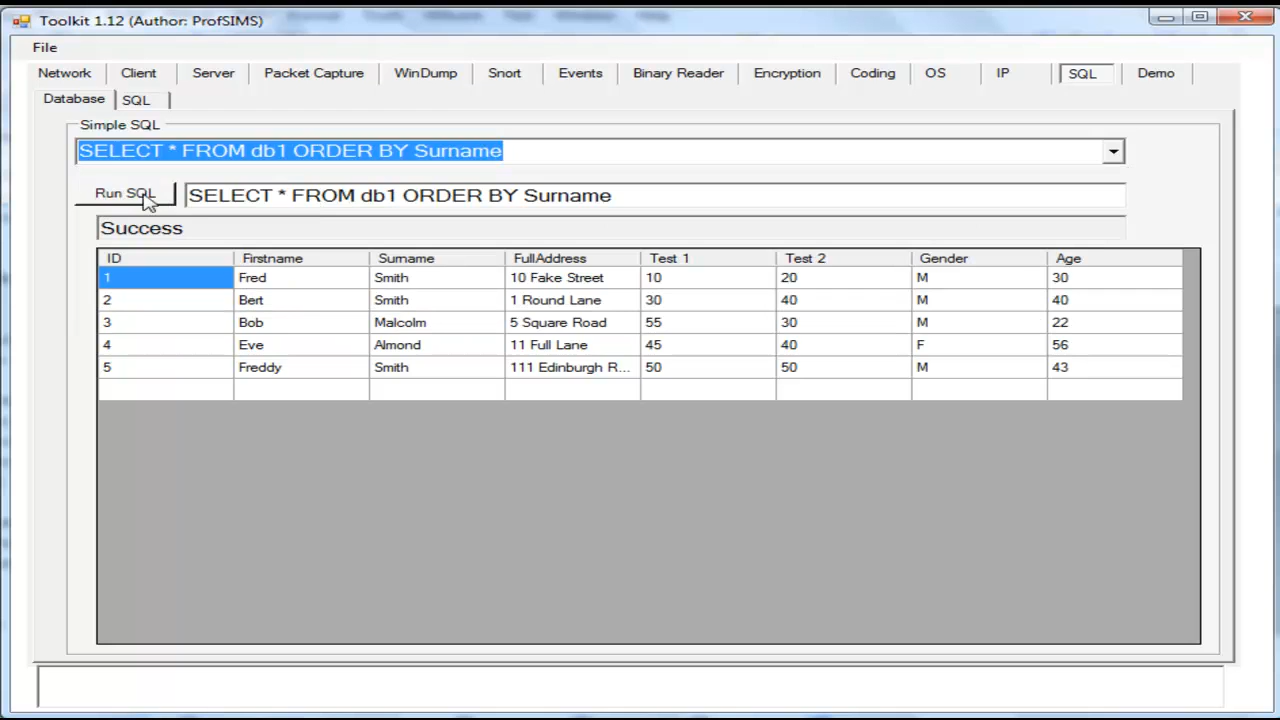 Toolkit 1.12 (Author: ProfSIMS)
File
Network Client Server Packet Capture WinDump Snort Events Binary Reader Encryption Coding OS IP SQL Demo
Database SQL
Simple SQL
SELECT * FROM db1 ORDER BY Surname
Run SQL SELECT * FROM db1 ORDER BY Surname
Success
ID Firstname Surname FullAddress Test 1 Test 2 Gender Age
1 Fred Smith 10 Fake Street 10 20 M 30
2 Bert Smith 1 Round Lane 30 40 M 40
3 Bob Malcolm 5 Square Road 55 30 M 22
4 Eve Almond 11 Full Lane 45 40 F 56
5 Freddy Smith 111 Edinburgh R... 50 50 M 43